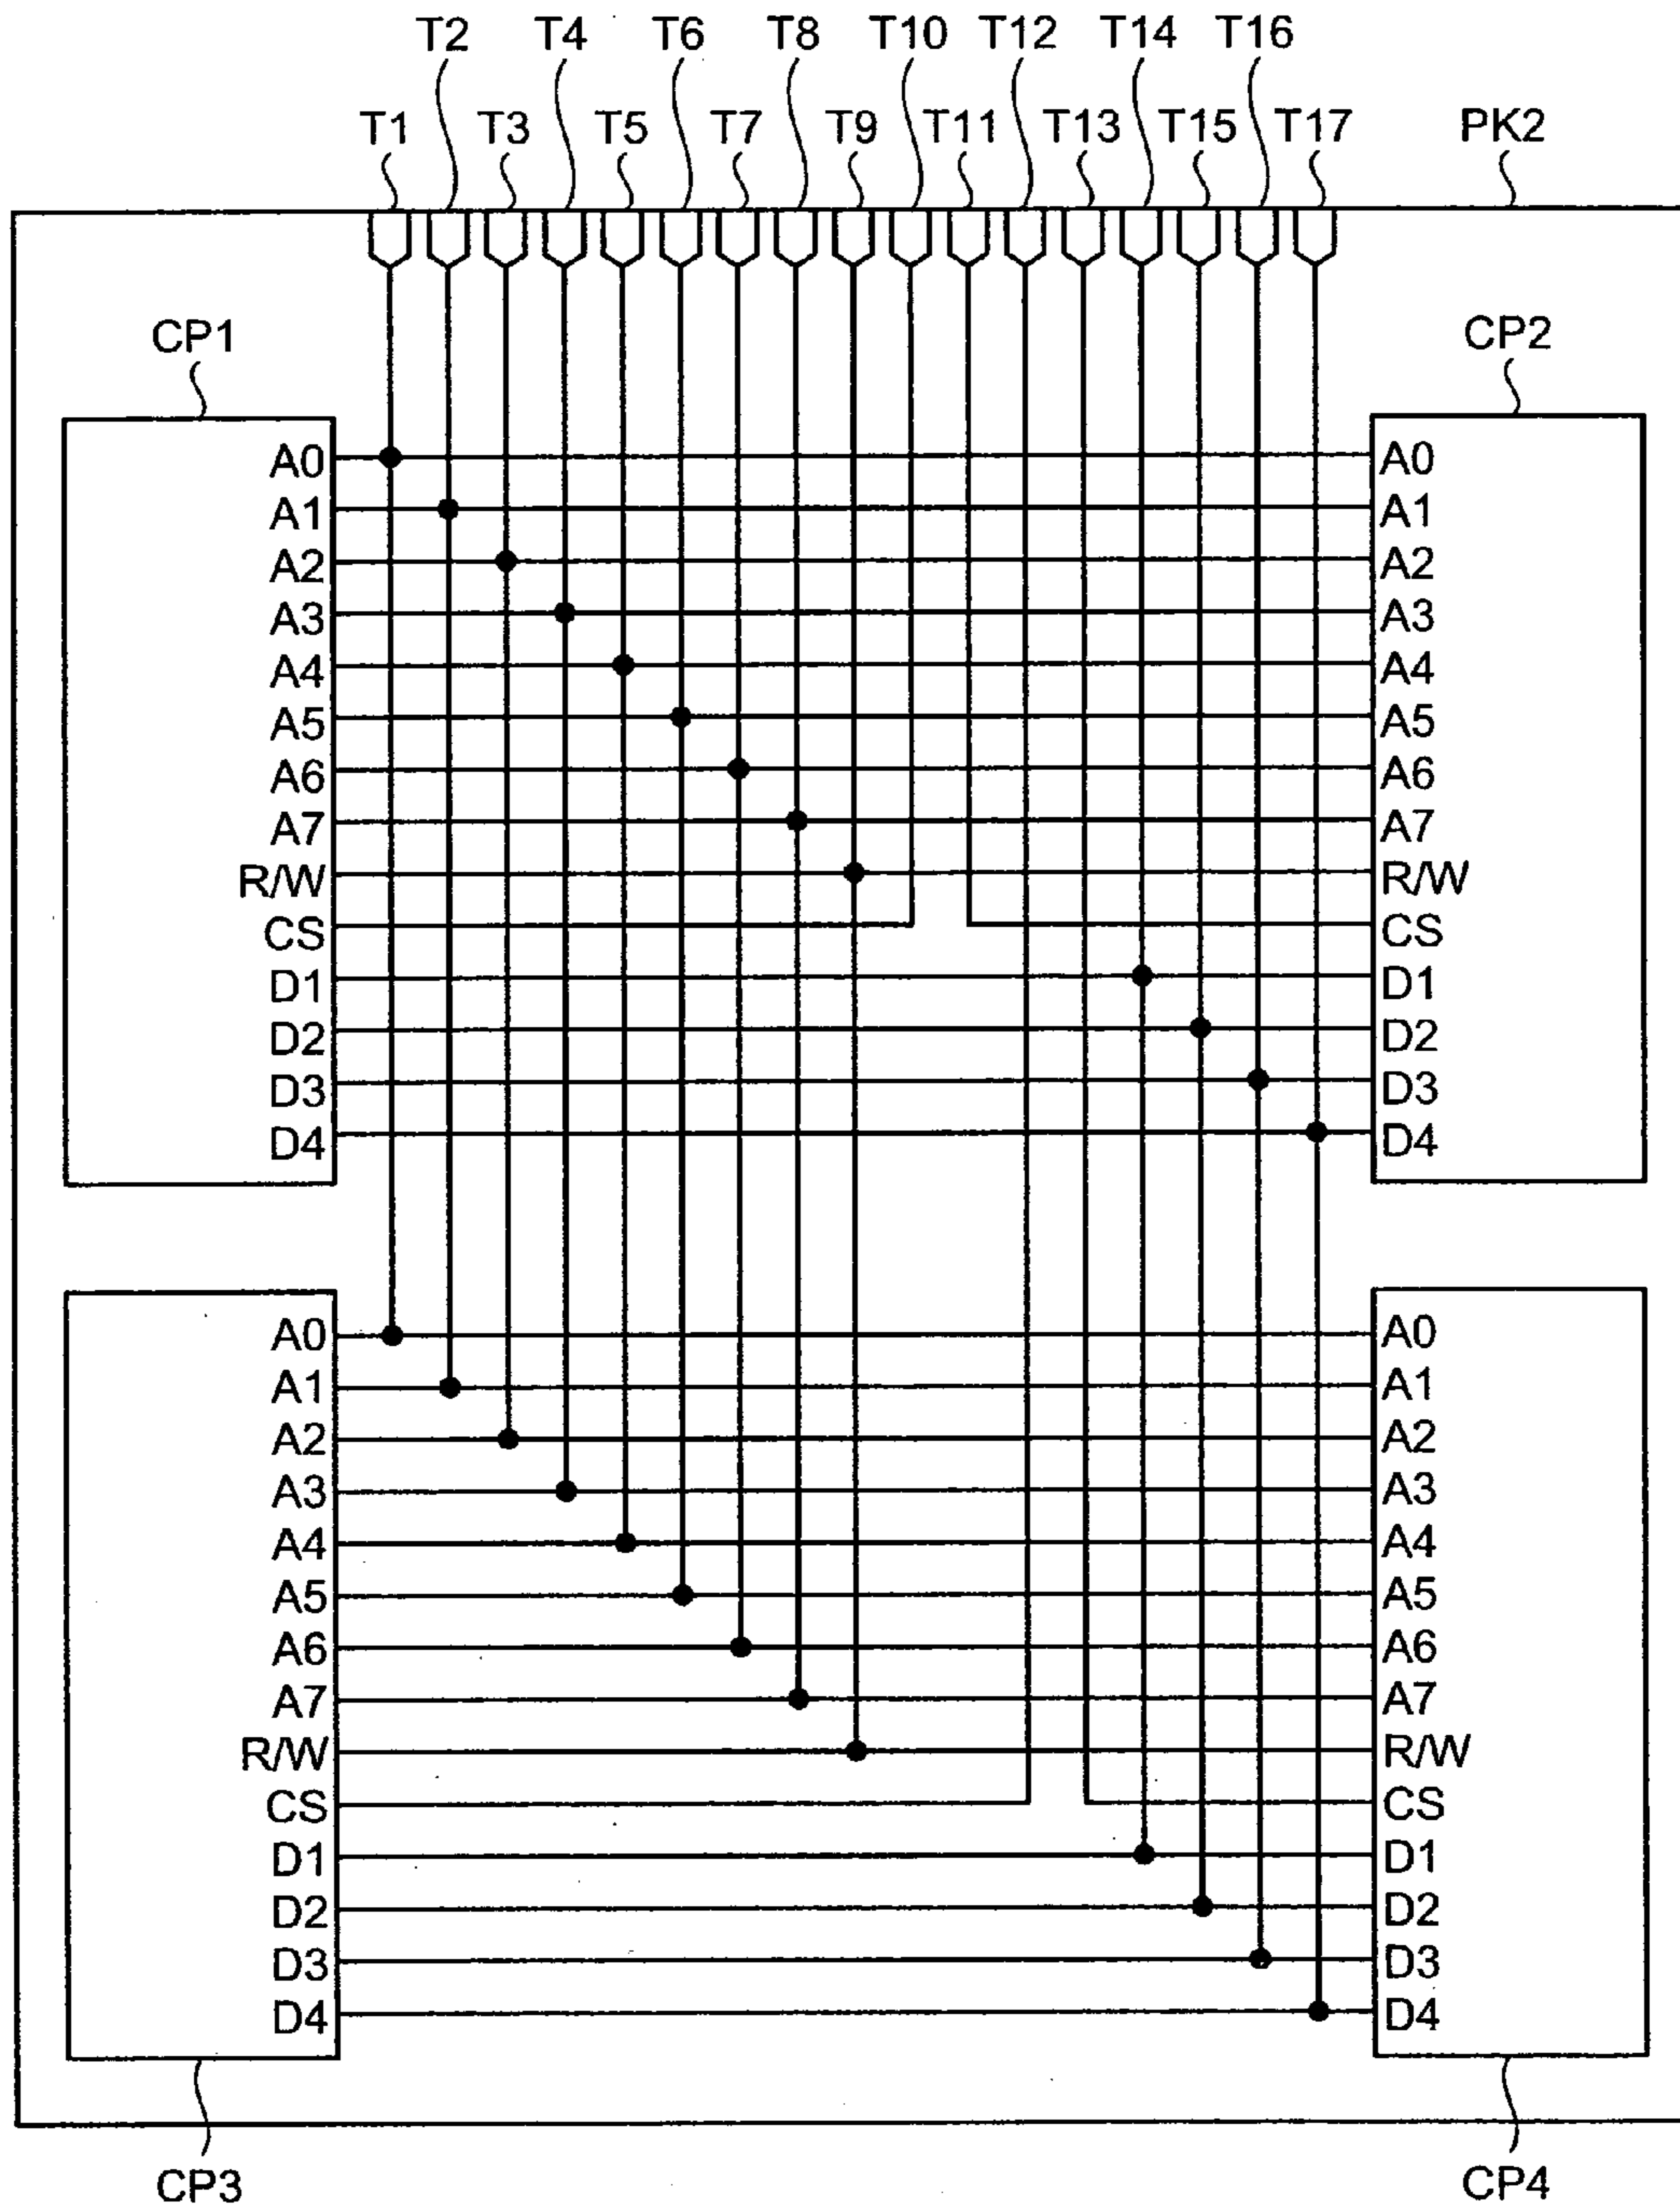 T2 T4 T6 T8 T10 T12 T14 T16
T1 T3 T5 T7 T9 T11 T13 T15 T17 PK2
CP1 CP2
A0 A0
A1 A1
A2 A2
A3 A3
A4 A4
A5 A5
A6 A6
A7 A7
R/W R/W
CS CS
D1 D1
D2 D2
D3 D3
D4 D4
A0 A0
A1 A1
A2 A2
A3 A3
A4 A4
A5 A5
A6 A6
A7 A7
R/W R/W
CS CS
D1 D1
D2 D2
D3 D3
D4 D4
CP3 CP4